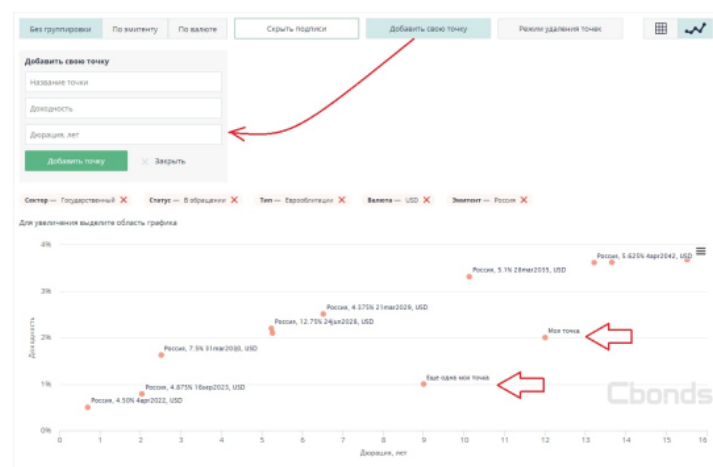 Без группировки По эмитенту По валюте Скрыть подписи Добавить свою точку Режим удаления точек
Добавить свою точку
Название точки
Доходность
Дюрация, лет
Добавить точку × Закрыть
Сектор — Государственный × Статус — В обращении × Тип — Еврооблигации × Валюта — USD × Эмитент — Россия ×
Для увеличения выделите область графика
4%
Россия, 5.625% 4apr2042, USD
Россия, 5.1% 28mar2035, USD
3%
Россия, 4.375% 21mar2029, USD
Россия, 12.75% 24jun2028, USD
Моя точка
2%
Россия, 7.5% 31mar2030, USD
Еще одна моя точка
1%
Россия, 4.875% 16sep2023, USD
Россия, 4.50% 4apr2022, USD
Cbonds
0%
Доходность
0 1 2 3 4 5 6 7 8 9 10 11 12 13 14 15 16
Дюрация, лет